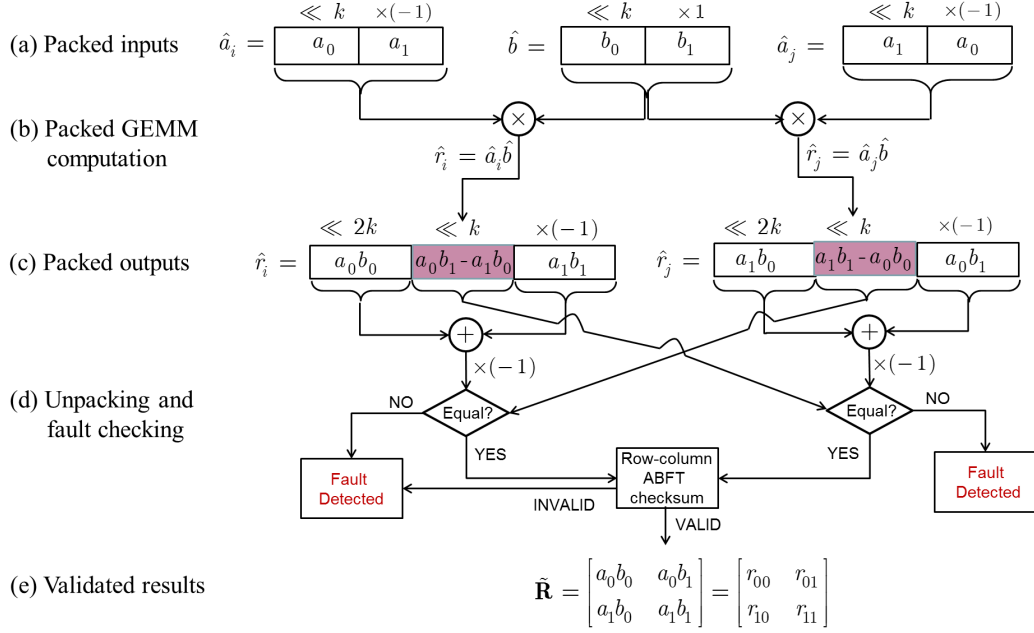 ≪ k ×(−1) ≪ k ×1 ≪ k ×(−1)
(a) Packed inputs â_i = a_0 a_1 b̂ = b_0 b_1 â_j = a_1 a_0
(b) Packed GEMM
computation
× ×
r̂_i = â_i b̂ r̂_j = â_j b̂
≪ 2k ≪ k ×(−1) ≪ 2k ≪ k ×(−1)
(c) Packed outputs r̂_i = a_0b_0 a_0b_1 - a_1b_0 a_1b_1 r̂_j = a_1b_0 a_1b_1 - a_0b_0 a_0b_1
+ +
×(−1) ×(−1)
(d) Unpacking and
fault checking
NO Equal? Equal? NO
YES YES
Fault
Detected
Row-column
ABFT
checksum
Fault
Detected
INVALID
VALID
(e) Validated results
R̃ = [a_0b_0 a_0b_1] = [r_00 r_01]
[a_1b_0 a_1b_1] [r_10 r_11]